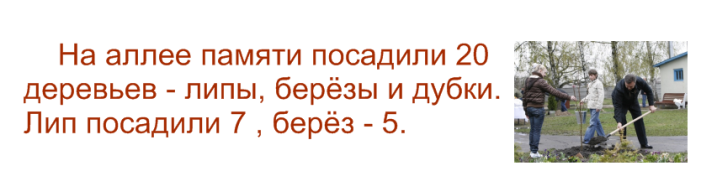 На аллее памяти посадили 20
деревьев - липы, берёзы и дубки.
Лип посадили 7 , берёз - 5.